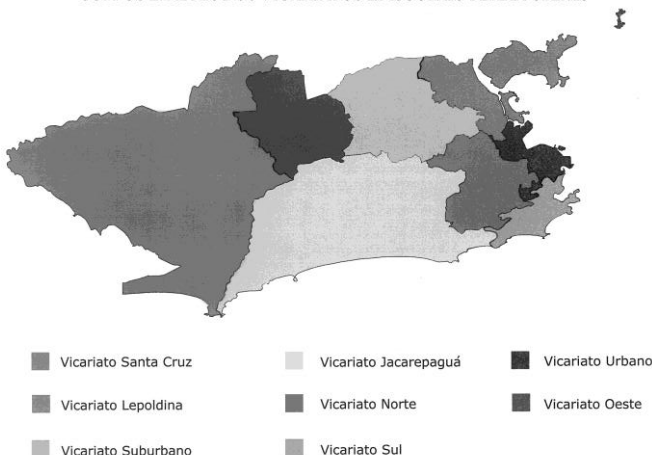 Vicariato Santa Cruz
Vicariato Jacarepaguá
Vicariato Urbano
Vicariato Lepoldina
Vicariato Norte
Vicariato Oeste
Vicariato Suburbano
Vicariato Sul